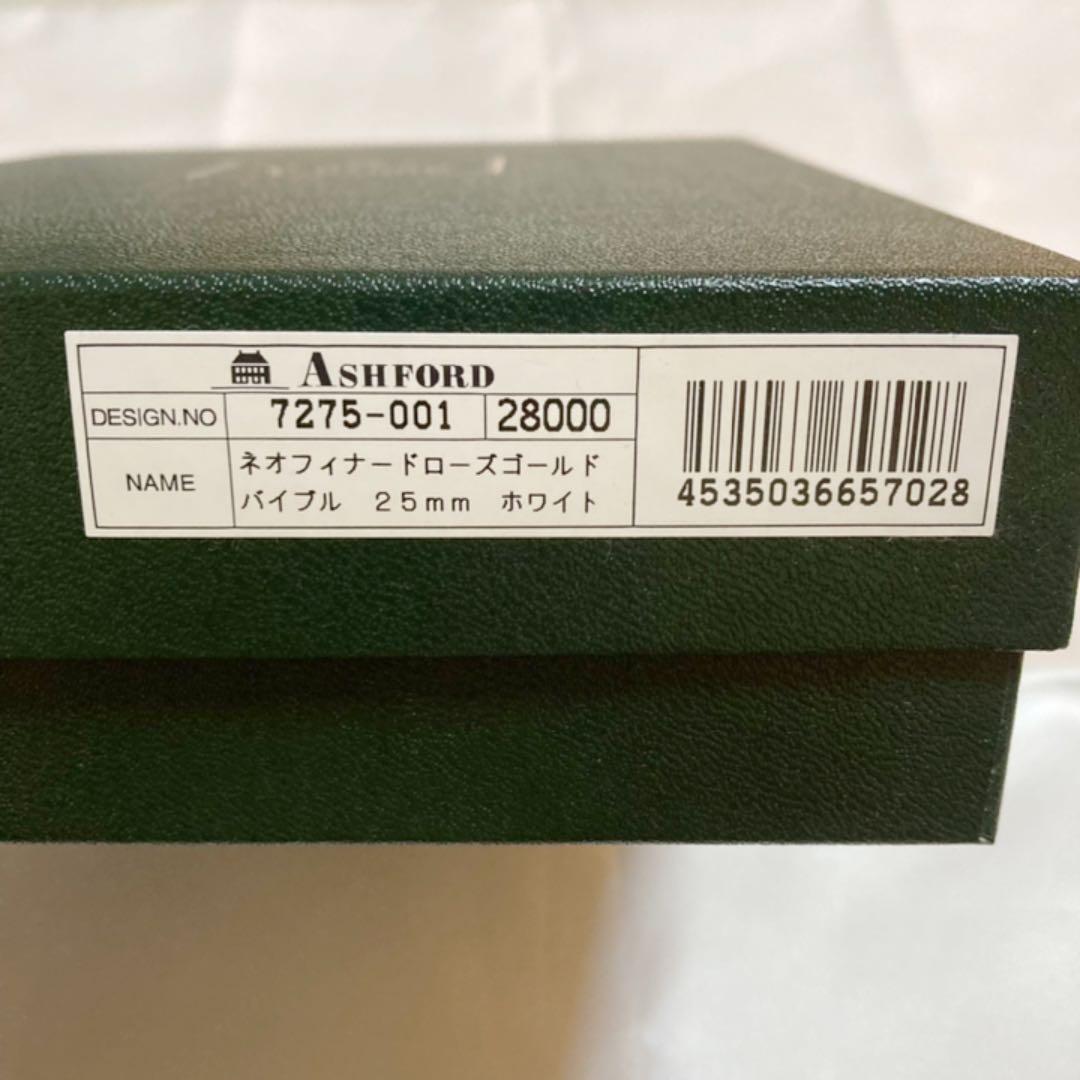 ASHFORD
DESIGN.NO 7275-001 28000
NAME
ネオフィナードローズゴールド
バイブル 25mm ホワイト
4535036657028